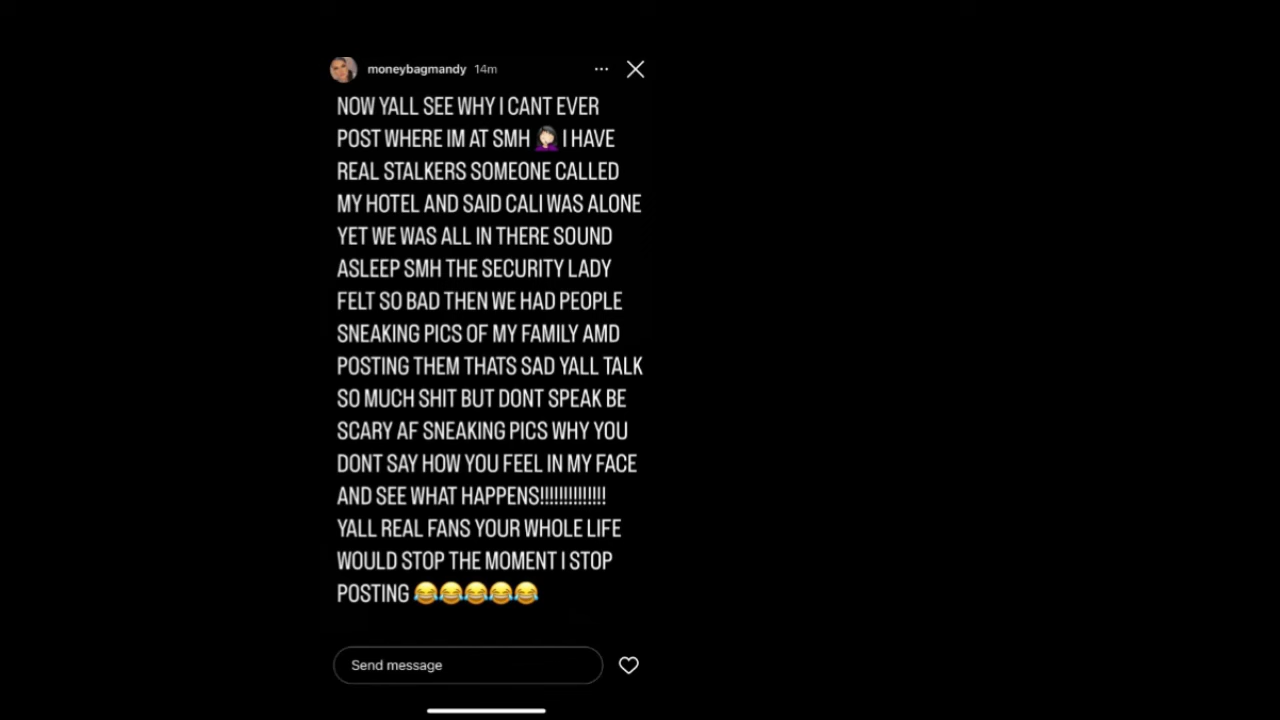 moneybagmandy 14m
NOW YALL SEE WHY I CANT EVER
POST WHERE IM AT SMH 🤦🏻‍♀️ I HAVE
REAL STALKERS SOMEONE CALLED
MY HOTEL AND SAID CALI WAS ALONE
YET WE WAS ALL IN THERE SOUND
ASLEEP SMH THE SECURITY LADY
FELT SO BAD THEN WE HAD PEOPLE
SNEAKING PICS OF MY FAMILY AMD
POSTING THEM THATS SAD YALL TALK
SO MUCH SHIT BUT DONT SPEAK BE
SCARY AF SNEAKING PICS WHY YOU
DONT SAY HOW YOU FEEL IN MY FACE
AND SEE WHAT HAPPENS!!!!!!!!!!!!!!
YALL REAL FANS YOUR WHOLE LIFE
WOULD STOP THE MOMENT I STOP
POSTING 😂😂😂😂😂
Send message